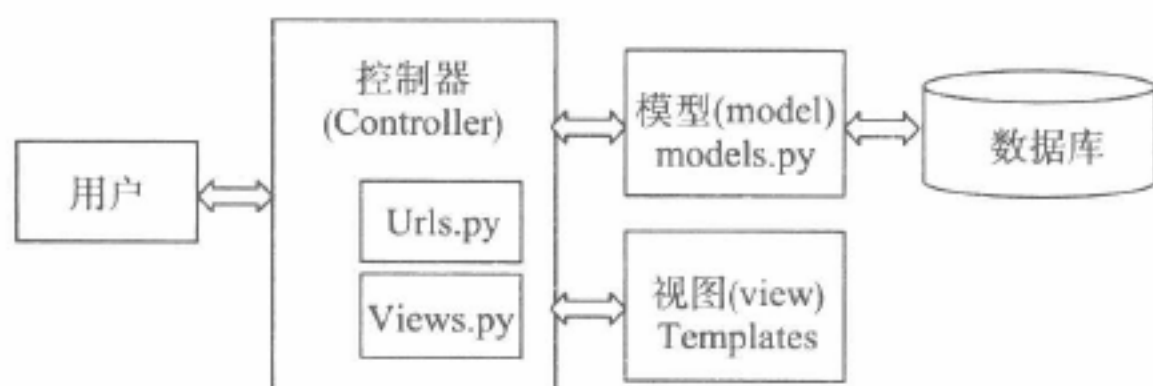 用户
控制器
(Controller)
Urls.py
Views.py
模型(model)
models.py
数据库
视图(view)
Templates